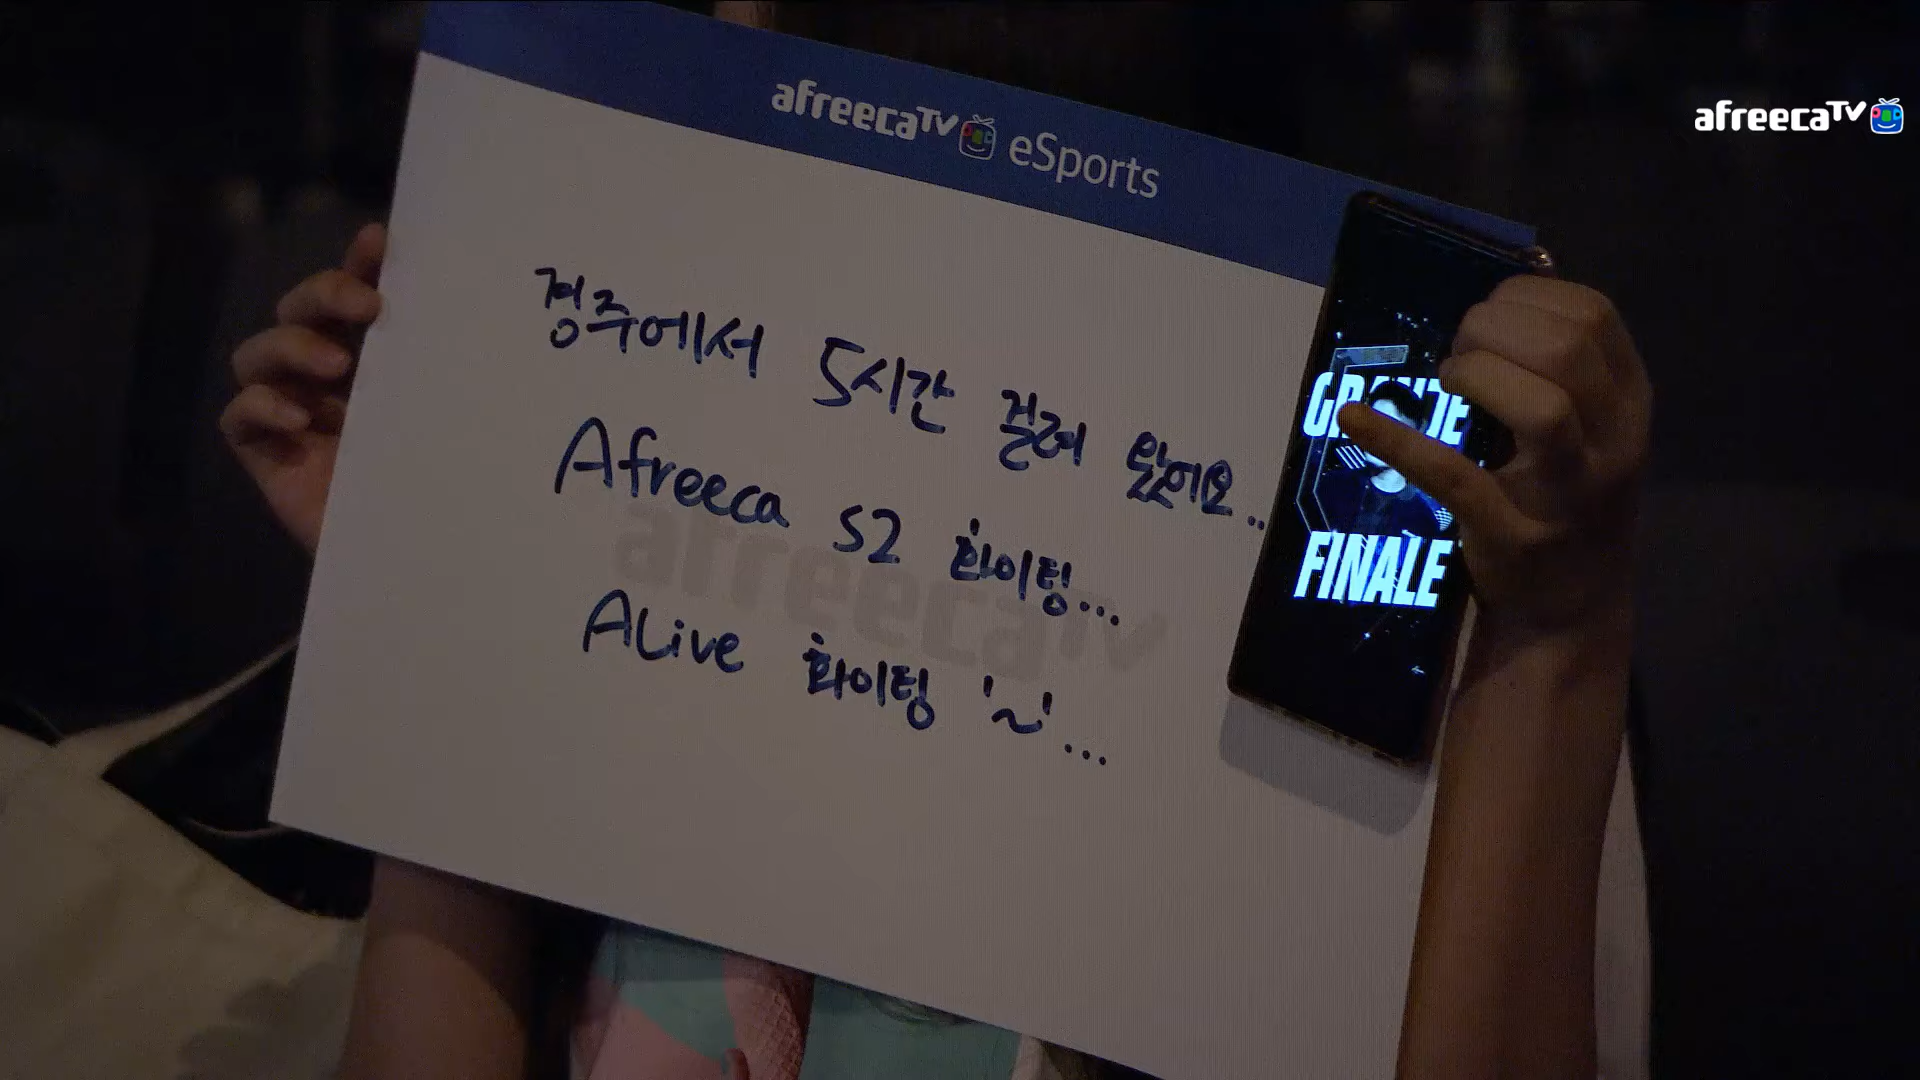 afreecaTV eSports
afreecaTV
경주에서 5시간 걸려 왔어요..
GRANDE
Afreeca S2 화이팅...
afreecaTV
FINALE
ALive 화이팅 '~'...